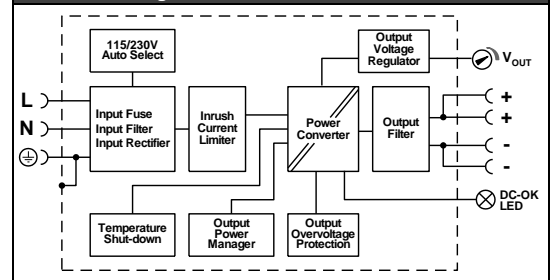 115/230V
Auto Select
Output
Voltage
Regulator
V_OUT
L
N
Input Fuse
Input Filter
Input Rectifier
Inrush
Current
Limiter
Power
Converter
Output
Filter
+
+
-
-
DC-OK
LED
Temperature
Shut-down
Output
Power
Manager
Output
Overvoltage
Protection